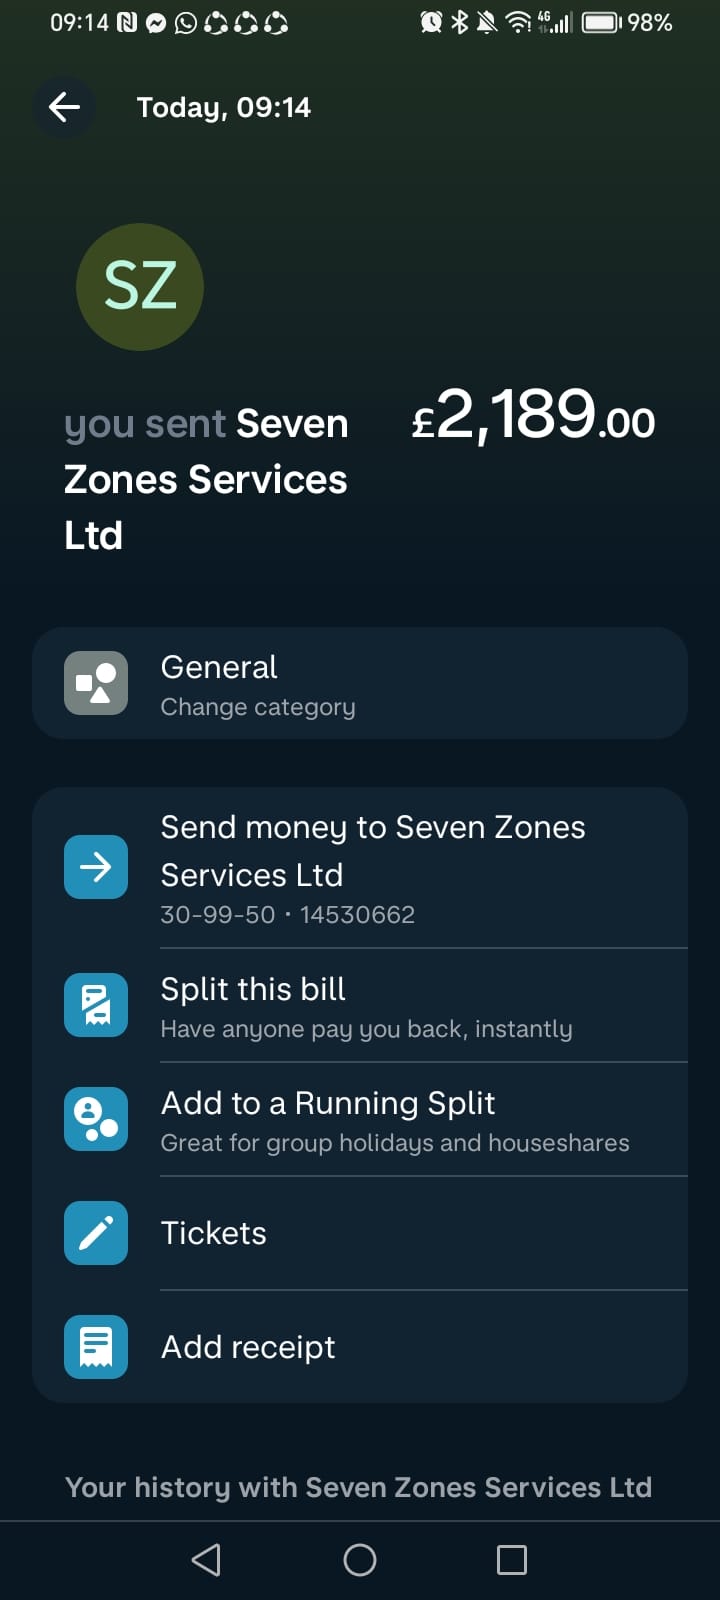 09:14 98%
4G
Today, 09:14
SZ
you sent Seven
Zones Services
Ltd
£2,189.00
General
Change category
Send money to Seven Zones
Services Ltd
30-99-50 • 14530662
Split this bill
Have anyone pay you back, instantly
Add to a Running Split
Great for group holidays and houseshares
Tickets
Add receipt
Your history with Seven Zones Services Ltd